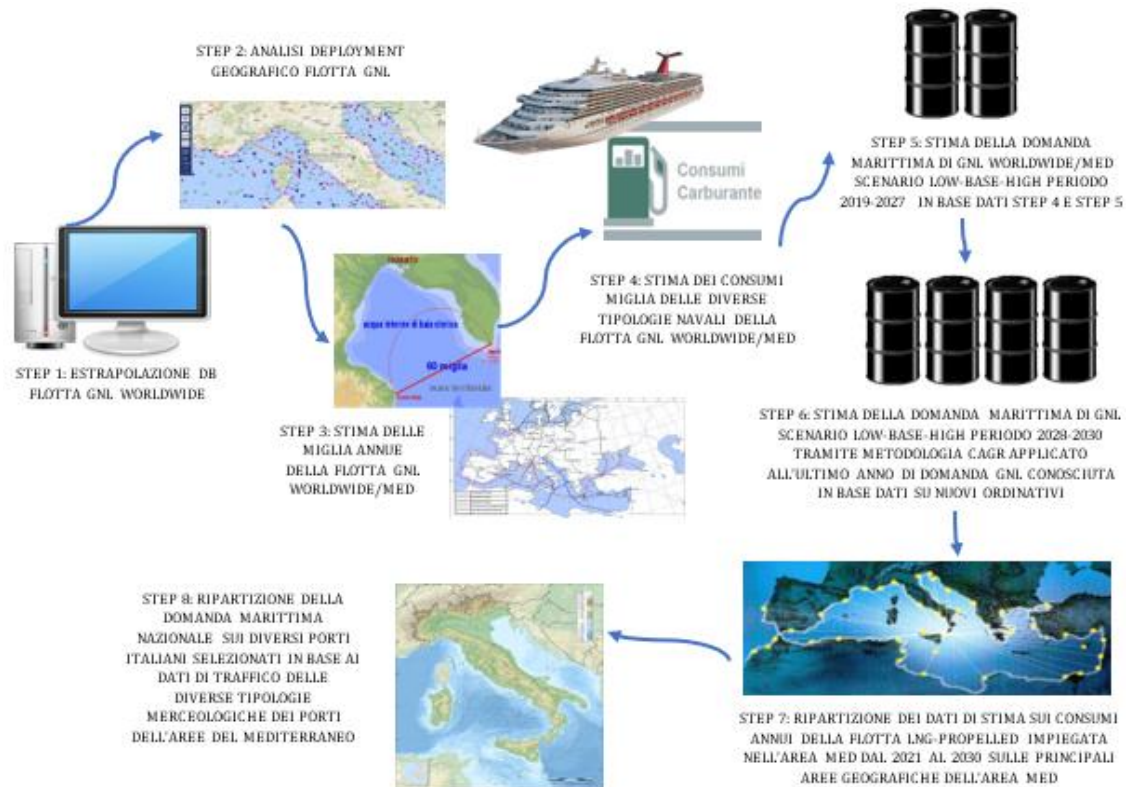 STEP 2: ANALISI DEPLOYMENT
GEOGRAFICO FLOTTA GNL
STEP 1: ESTRAPOLAZIONE DB
FLOTTA GNL WORLDWIDE
acque interne di baia storica
60 miglia
STEP 3: STIMA DELLE
MIGLIA ANNUE
DELLA FLOTTA GNL
WORLDWIDE/MED
Consumi
Carburante
STEP 4: STIMA DEI CONSUMI
MIGLIA DELLE DIVERSE
TIPOLOGIE NAVALI DELLA
FLOTTA GNL WORLDWIDE/MED
STEP 5: STIMA DELLA DOMANDA
MARITTIMA DI GNL WORLDWIDE/MED
SCENARIO LOW-BASE-HIGH PERIODO
2019-2027 IN BASE DATI STEP 4 E STEP 5
STEP 6: STIMA DELLA DOMANDA MARITTIMA DI GNL
SCENARIO LOW-BASE-HIGH PERIODO 2028-2030
TRAMITE METODOLOGIA CAGR APPLICATO
ALL'ULTIMO ANNO DI DOMANDA GNL CONOSCIUTA
IN BASE DATI SU NUOVI ORDINATIVI
STEP 7: RIPARTIZIONE DEI DATI DI STIMA SUI CONSUMI
ANNUI DELLA FLOTTA LNG-PROPELLED IMPIEGATA
NELL'AREA MED DAL 2021 AL 2030 SULLE PRINCIPALI
AREE GEOGRAFICHE DELL'AREA MED
STEP 8: RIPARTIZIONE DELLA
DOMANDA MARITTIMA
NAZIONALE SUI DIVERSI PORTI
ITALIANI SELEZIONATI IN BASE AI
DATI DI TRAFFICO DELLE
DIVERSE TIPOLOGIE
MERCEOLOGICHE DEI PORTI
DELL'AREE DEL MEDITERRANEO